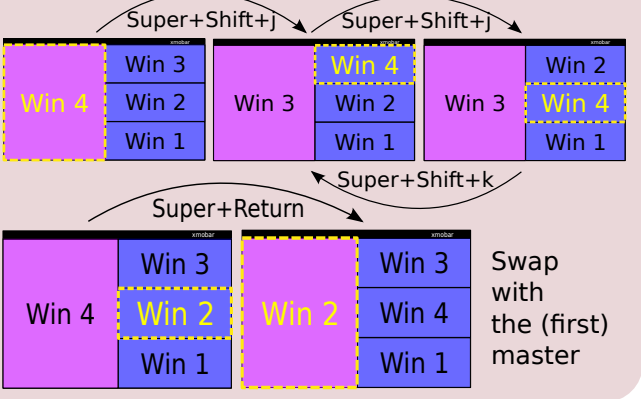 Super+Shift+j
Super+Shift+j
xmobar
Win 4
Win 3
Win 2
Win 1
xmobar
Win 3
Win 4
Win 2
Win 1
xmobar
Win 3
Win 2
Win 4
Win 1
Super+Shift+k
Super+Return
xmobar
Win 4
Win 3
Win 2
Win 1
xmobar
Win 2
Win 3
Win 4
Win 1
Swap
with
the (first)
master